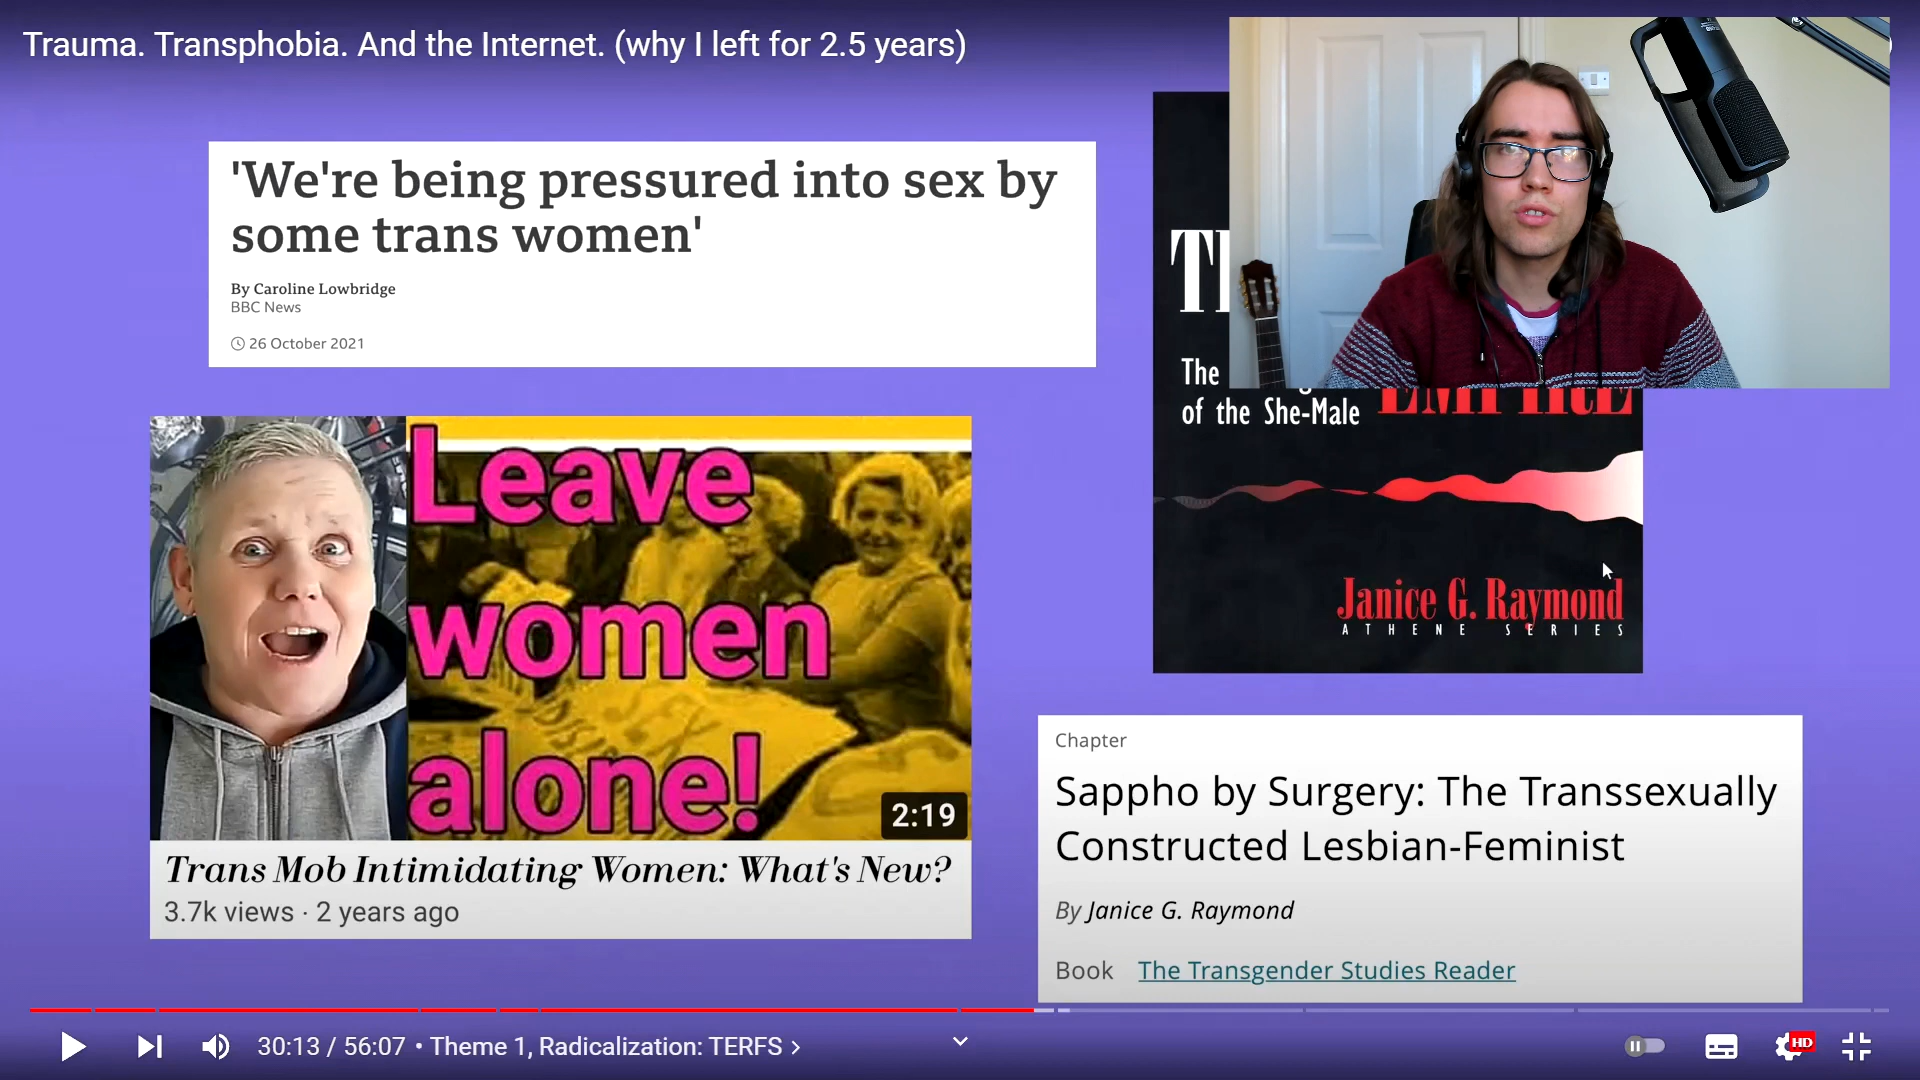 Trauma. Transphobia. And the Internet. (why I left for 2.5 years)
'We're being pressured into sex by
some trans women'
By Caroline Lowbridge
BBC News
26 October 2021
The
of the She-Male
EMPIRE
Janice G. Raymond
ATHENE SERIES
Leave
women
alone!
2:19
Trans Mob Intimidating Women: What's New?
3.7k views · 2 years ago
Chapter
Sappho by Surgery: The Transsexually
Constructed Lesbian-Feminist
By Janice G. Raymond
Book The Transgender Studies Reader
30:13 / 56:07 • Theme 1, Radicalization: TERFS >
HD